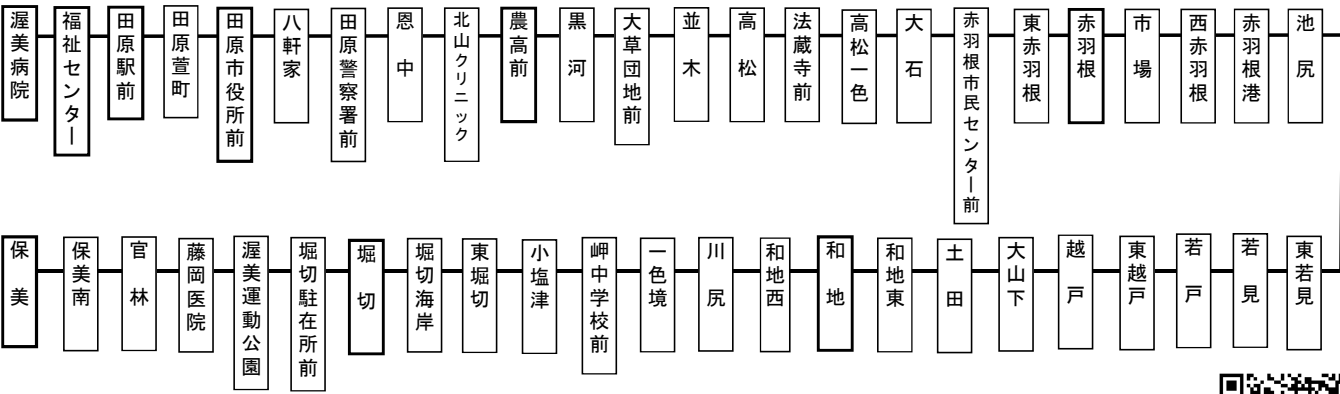 渥美病院
福祉センター
田原駅前
田原萱町
田原市役所前
八軒家
田原警察署前
恩中
北山クリニック
農高前
黒河
大草団地前
並木
高松
法蔵寺前
高松一色
大石
赤羽根市民センター前
東赤羽根
赤羽根
市場
西赤羽根
赤羽根港
池尻
保美
保美南
官林
藤岡医院
渥美運動公園
堀切駐在所前
堀切
堀切海岸
東堀切
小塩津
岬中学校前
一色境
川尻
和地西
和地
和地東
土田
大山下
越戸
東越戸
若戸
若見
東若見